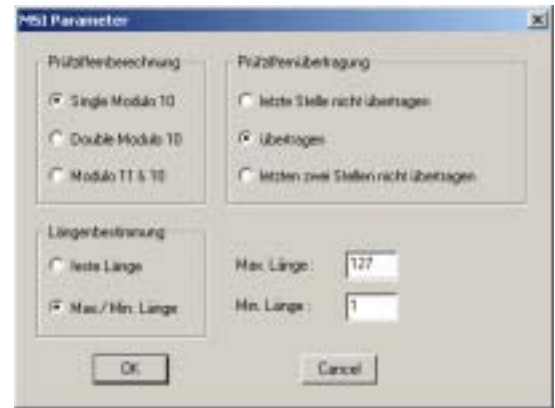 MSI Parameter
Prüfziffernberechnung
Single Modulo 10
Double Modulo 10
Modulo 11 & 10
Prüfziffernübertragung
letzte Stelle nicht übertragen
übertragen
letzten zwei Stellen nicht übertragen
Längenbestimmung
feste Länge
Max./Min. Länge
Max. Länge :
127
Min. Länge :
1
OK
Cancel